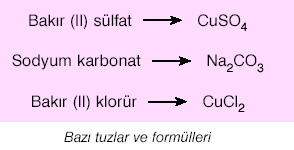 Bakır (II) sülfat → CuSO₄
Sodyum karbonat → Na₂CO₃
Bakır (II) klorür → CuCl₂
Bazı tuzlar ve formülleri